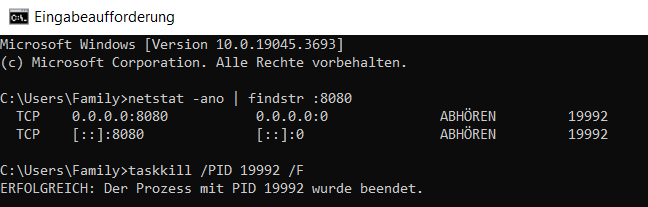 Eingabeaufforderung
Microsoft Windows [Version 10.0.19045.3693]
(c) Microsoft Corporation. Alle Rechte vorbehalten.
C:\Users\Family>netstat -ano | findstr :8080
TCP    0.0.0.0:8080    0.0.0.0:0    ABHÖREN    19992
TCP    [::]:8080    [::]:0    ABHÖREN    19992
C:\Users\Family>taskkill /PID 19992 /F
ERFOLGREICH: Der Prozess mit PID 19992 wurde beendet.